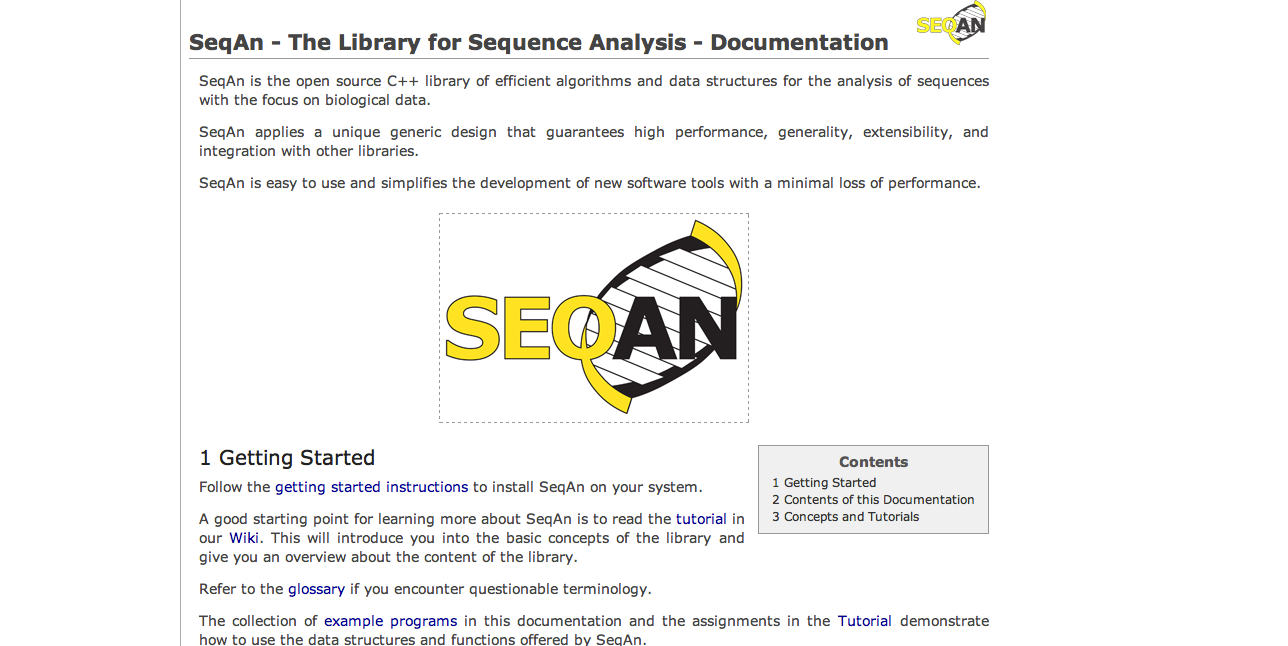 SEQAN
SeqAn - The Library for Sequence Analysis - Documentation
SeqAn is the open source C++ library of efficient algorithms and data structures for the analysis of sequences
with the focus on biological data.
SeqAn applies a unique generic design that guarantees high performance, generality, extensibility, and
integration with other libraries.
SeqAn is easy to use and simplifies the development of new software tools with a minimal loss of performance.
SEQAN
1 Getting Started
Follow the getting started instructions to install SeqAn on your system.
A good starting point for learning more about SeqAn is to read the tutorial in
our Wiki. This will introduce you into the basic concepts of the library and
give you an overview about the content of the library.
Refer to the glossary if you encounter questionable terminology.
The collection of example programs in this documentation and the assignments in the Tutorial demonstrate
how to use the data structures and functions offered by SeqAn.
Contents
1 Getting Started
2 Contents of this Documentation
3 Concepts and Tutorials